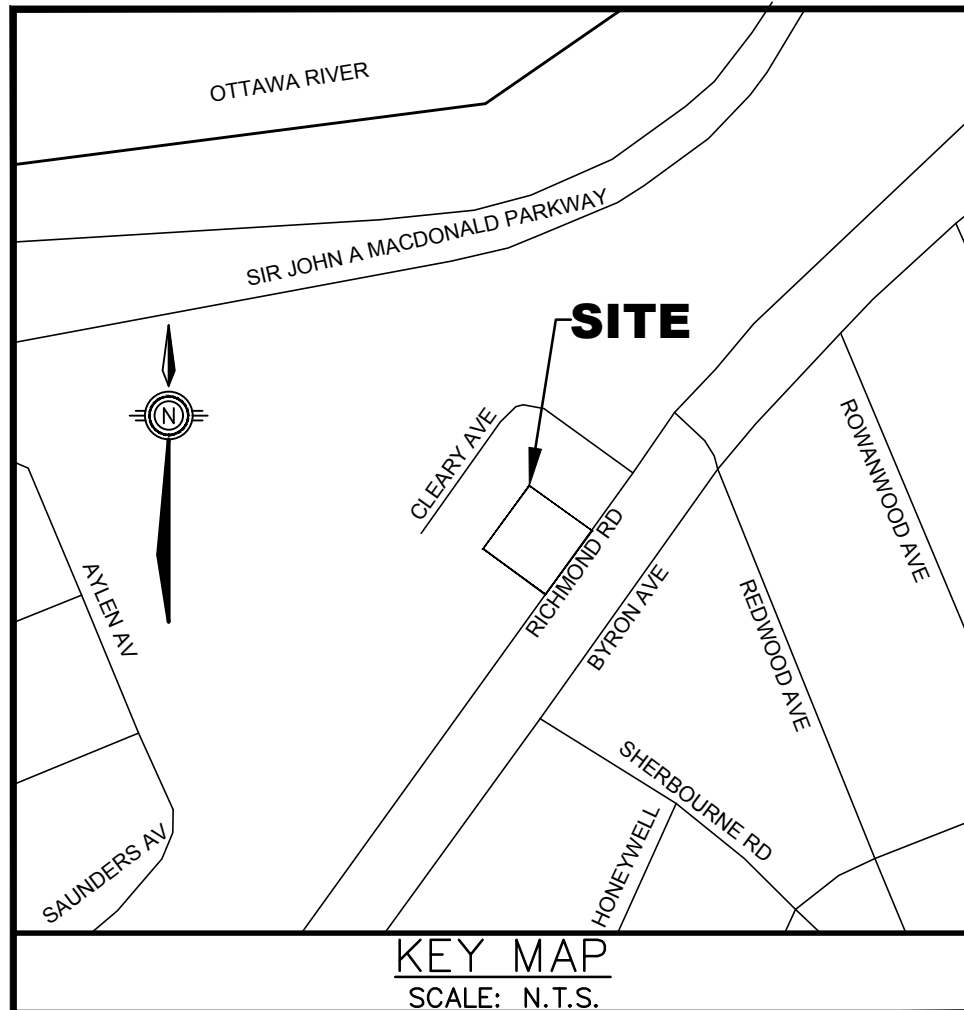 OTTAWA RIVER
SIR JOHN A MACDONALD PARKWAY
SITE
N
CLEARY AVE
ROWANWOOD AVE
RICHMOND RD
BYRON AVE
REDWOOD AVE
AYLEN AV
SHERBOURNE RD
HONEYWELL
SAUNDERS AV
KEY MAP
SCALE: N.T.S.